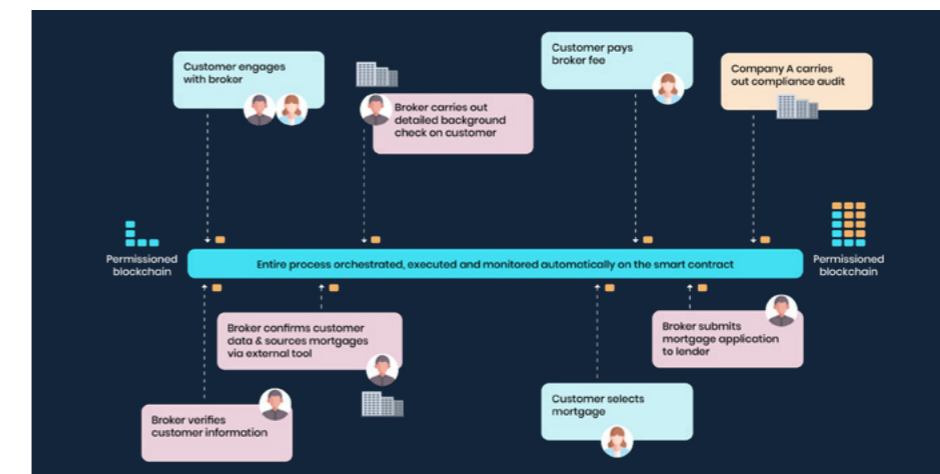 Customer engages
with broker
Broker carries out
detailed background
check on customer
Customer pays
broker fee
Company A carries
out compliance audit
Permissioned
blockchain
Entire process orchestrated, executed and monitored automatically on the smart contract
Permissioned
blockchain
Broker verifies
customer information
Broker confirms customer
data & sources mortgages
via external tool
Customer selects
mortgage
Broker submits
mortgage application
to lender